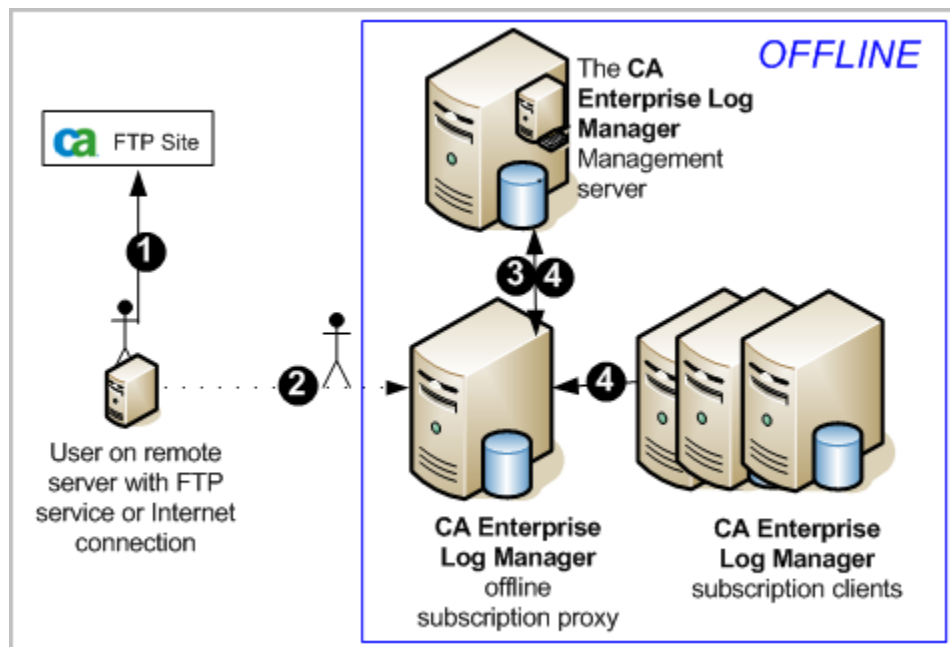 OFFLINE
The CA
Enterprise Log
Manager
Management
server
ca FTP Site
1
3 4
2
4
User on remote
server with FTP
service or Internet
connection
CA Enterprise
Log Manager
offline
subscription proxy
CA Enterprise
Log Manager
subscription clients